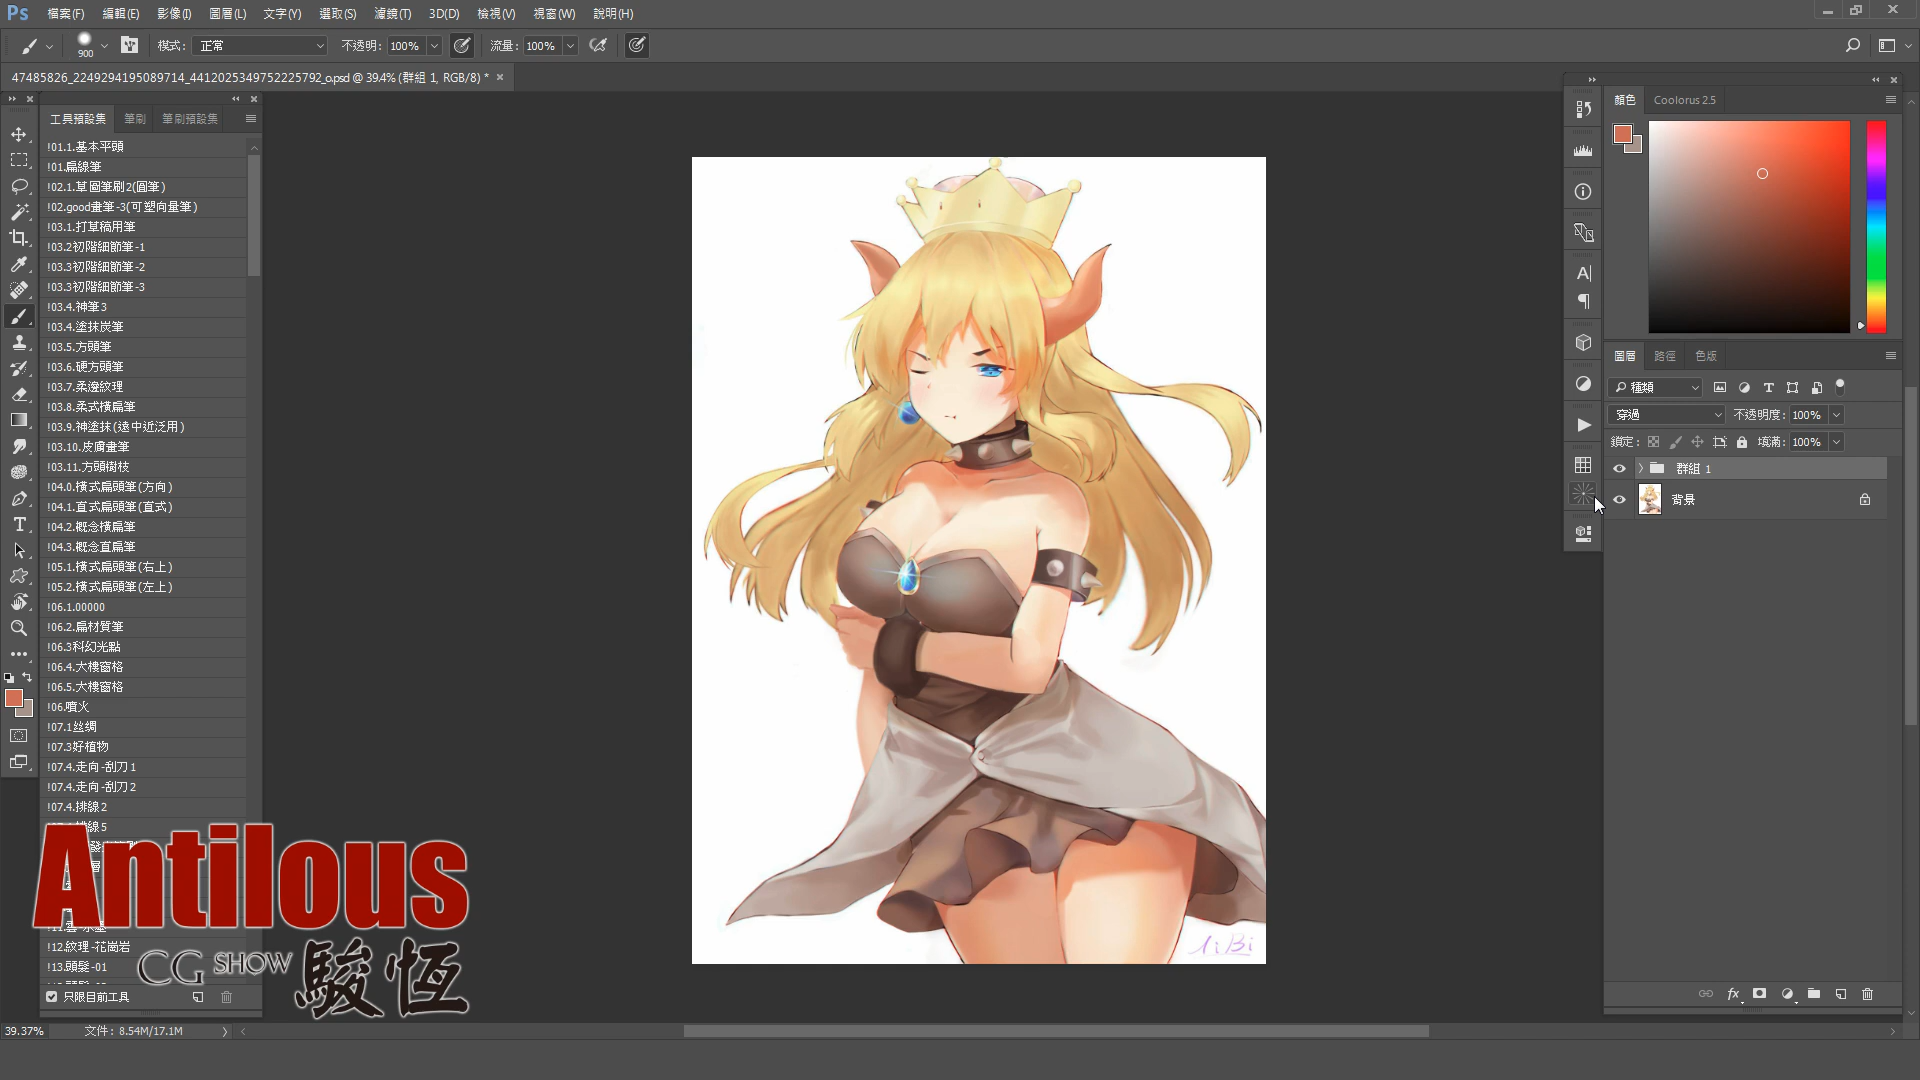 Ps 檔案(F) 編輯(E) 影像(I) 圖層(L) 文字(Y) 選取(S) 濾鏡(T) 3D(D) 檢視(V) 視窗(W) 說明(H)
900 模式: 正常 不透明: 100% 流量: 100%
47485826_2249294195089714_4412025349752225792_o.psd @ 39.4% (群組 1, RGB/8) *
工具預設集 筆刷 筆刷預設集
!01.1.基本平頭
!01.扁線筆
!02.1.草圖筆刷2(圓筆)
!02.good畫筆-3(可塑向量筆)
!03.1.打草稿用筆
!03.2初階細節筆-1
!03.3初階細節筆-2
!03.3初階細節筆-3
!03.4.神筆3
!03.4.塗抹炭筆
!03.5.方頭筆
!03.6.硬方頭筆
!03.7.柔邊紋理
!03.8.柔式橫扁筆
!03.9.神塗抹(遠中近泛用)
!03.10.皮膚畫筆
!03.11.方頭樹枝
!04.0.橫式扁頭筆(方向)
!04.1.直式扁頭筆(直式)
!04.2.概念橫扁筆
!04.3.概念直扁筆
!05.1.橫式扁頭筆(右上)
!05.2.橫式扁頭筆(左上)
!06.1.00000
!06.2.扁材質筆
!06.3科幻光點
!06.4.大樓窗格
!06.5.大樓窗格
!06.噴火
!07.1丝绸
!07.3好植物
!07.4.走向-刮刀1
!07.4.走向-刮刀2
!07.4.排線2
!12.紋理-花崗岩
!13.頭髮-01
只限目前工具
Antilous
CG SHOW 駿恆
39.37% 文件: 8.54M/17.1M
NiBi
顏色 Coolorus 2.5
圖層 路徑 色版
種類
穿過 不透明度: 100%
鎖定: 填滿: 100%
群組 1
背景
fx